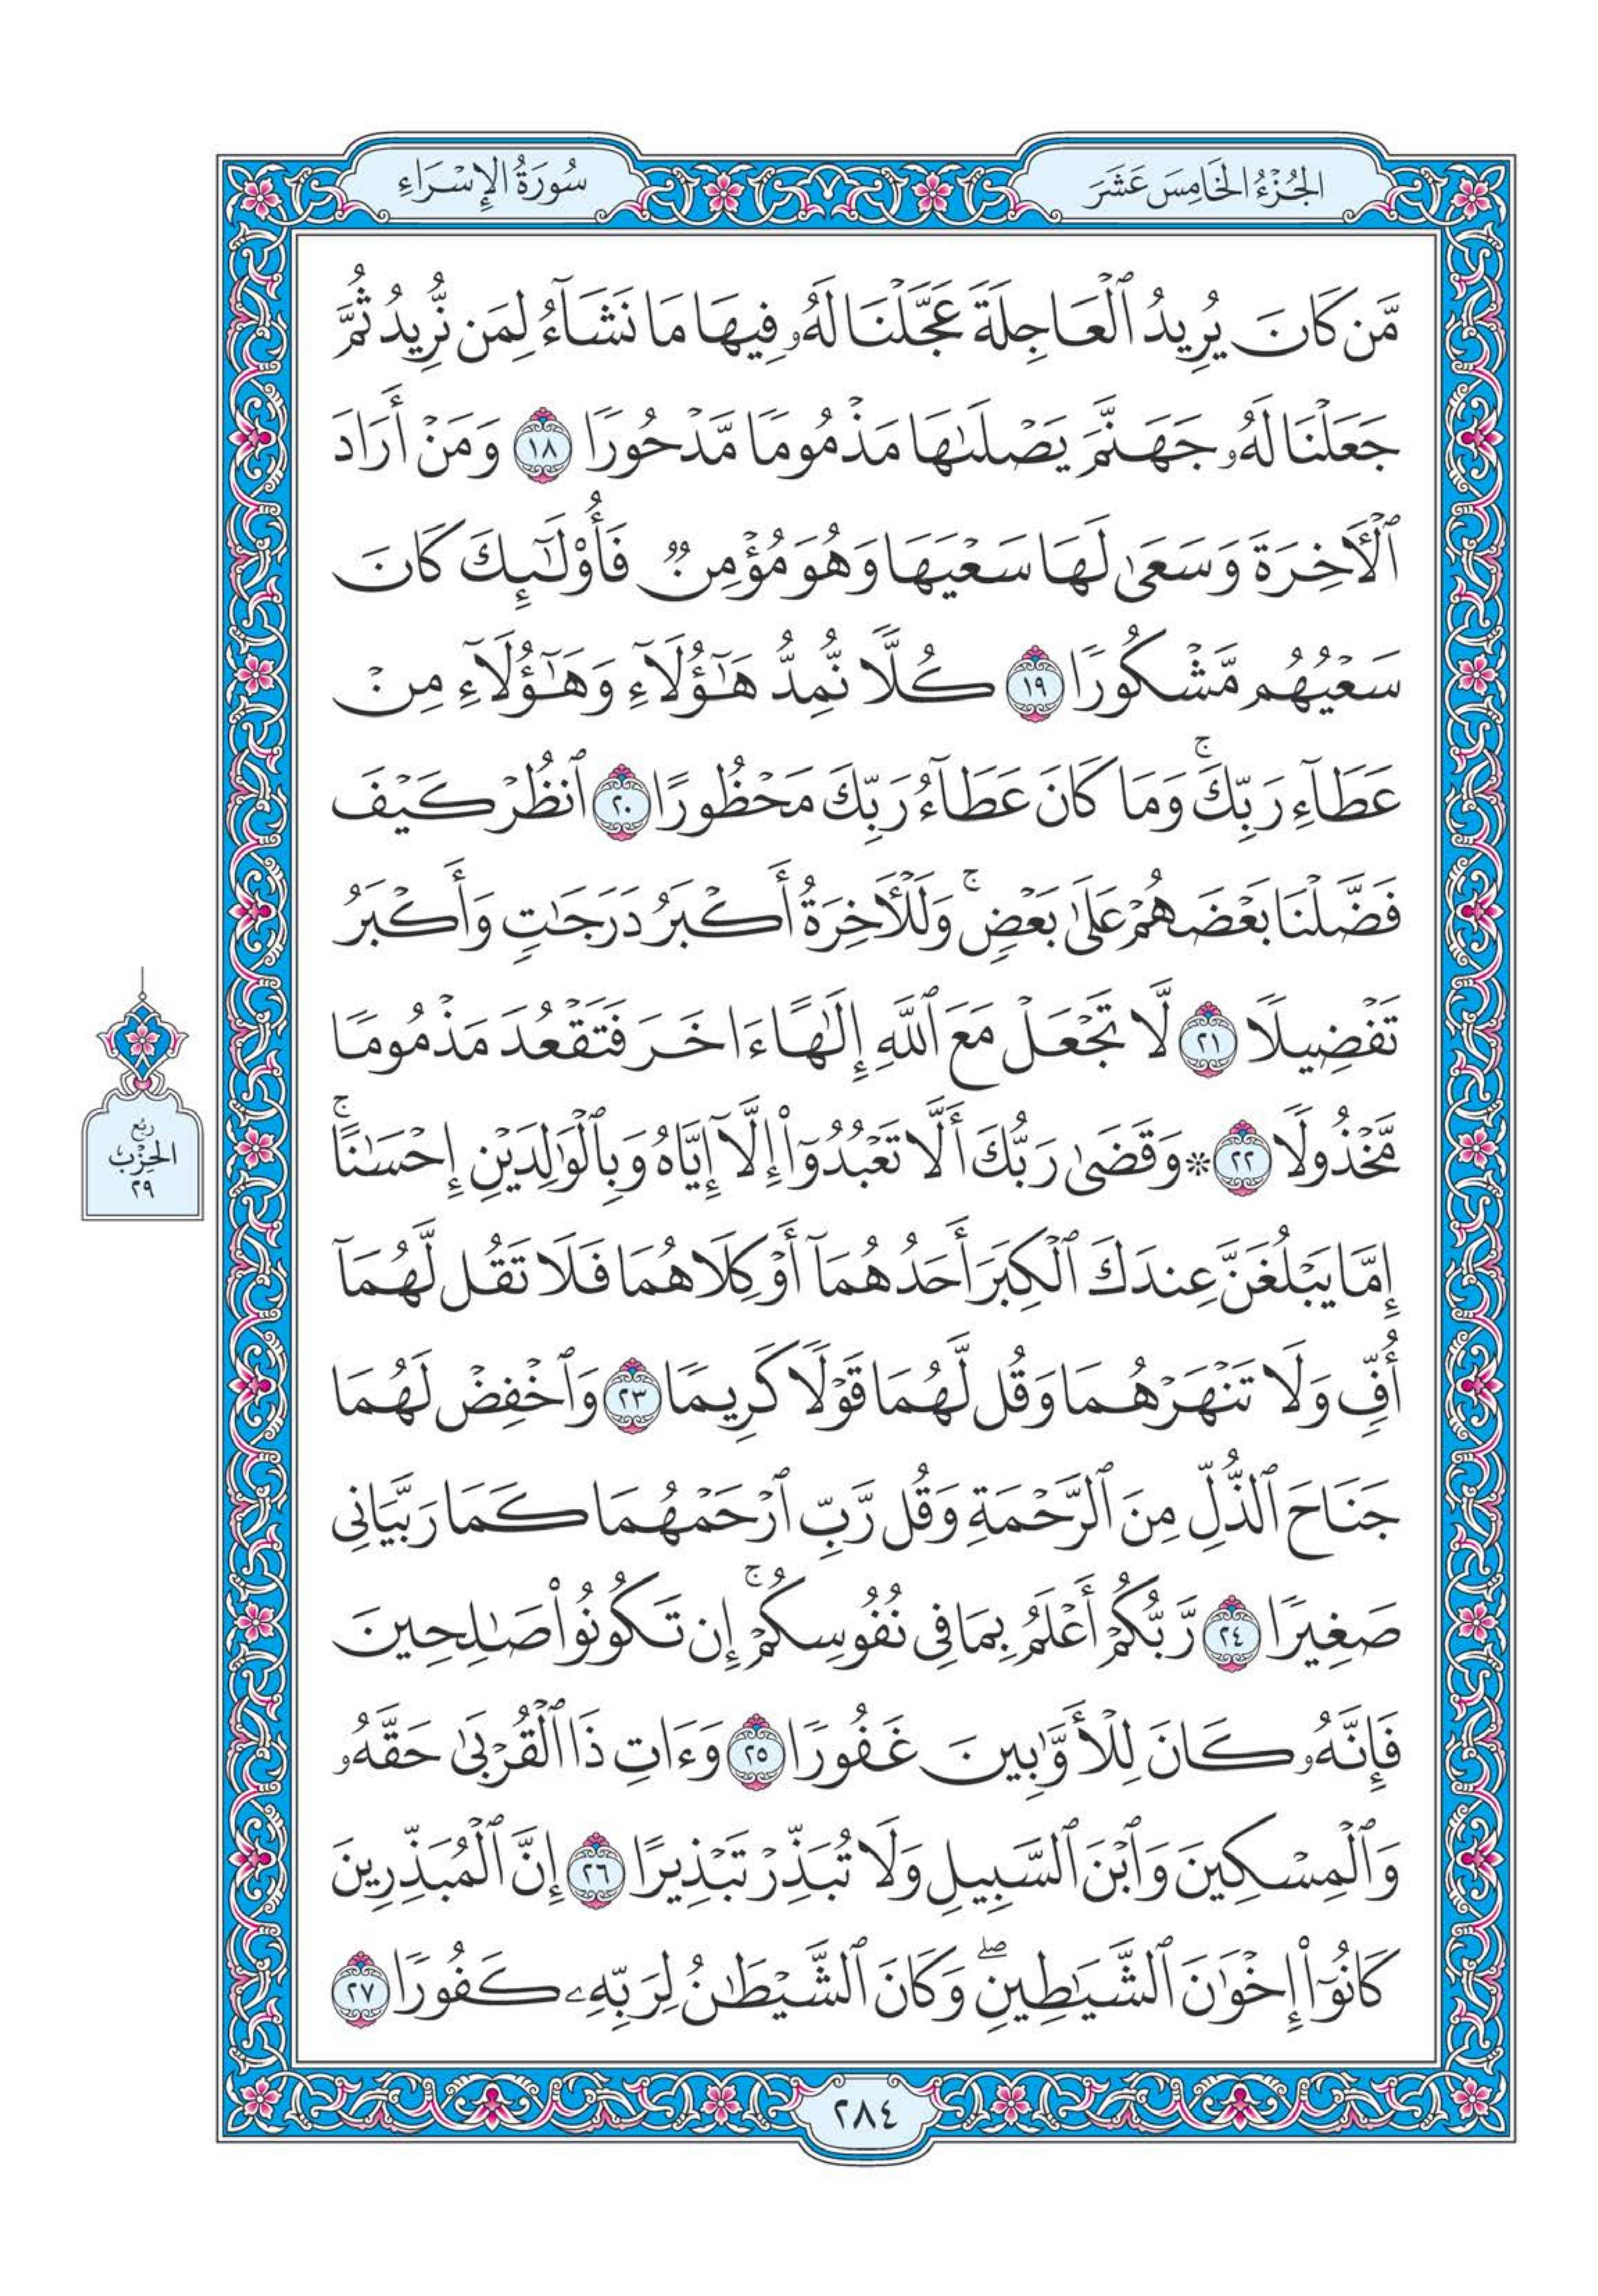 الجُزْءُ الخَامِسَ عَشَرَ
سُورَةُ الإِسْرَاءِ
مَّن كَانَ يُرِيدُ ٱلْعَاجِلَةَ عَجَّلْنَا لَهُۥ فِيهَا مَا نَشَآءُ لِمَن نُّرِيدُ ثُمَّ
جَعَلْنَا لَهُۥ جَهَنَّمَ يَصْلَىٰهَا مَذْمُومًا مَّدْحُورًا ١٨ وَمَنْ أَرَادَ
ٱلْأَخِرَةَ وَسَعَىٰ لَهَا سَعْيَهَا وَهُوَ مُؤْمِنٌ فَأُوْلَـٰٓئِكَ كَانَ
سَعْيُهُم مَّشْكُورًا ١٩ كُلًّا نُّمِدُّ هَـٰٓؤُلَآءِ وَهَـٰٓؤُلَآءِ مِنْ
عَطَآءِ رَبِّكَ ۚ وَمَا كَانَ عَطَآءُ رَبِّكَ مَحْظُورًا ٢٠ ٱنظُرْ كَيْفَ
فَضَّلْنَا بَعْضَهُمْ عَلَىٰ بَعْضٍ ۚ وَلَلْأَخِرَةُ أَكْبَرُ دَرَجَـٰتٍ وَأَكْبَرُ
تَفْضِيلًا ٢١ لَّا تَجْعَلْ مَعَ ٱللَّهِ إِلَـٰهًا ءَاخَرَ فَتَقْعُدَ مَذْمُومًا
مَّخْذُولًا ٢٢ ۞ وَقَضَىٰ رَبُّكَ أَلَّا تَعْبُدُوٓا۟ إِلَّآ إِيَّاهُ وَبِٱلْوَٰلِدَيْنِ إِحْسَـٰنًا ۚ
إِمَّا يَبْلُغَنَّ عِندَكَ ٱلْكِبَرَ أَحَدُهُمَآ أَوْ كِلَاهُمَا فَلَا تَقُل لَّهُمَآ
أُفٍّ وَلَا تَنْهَرْهُمَا وَقُل لَّهُمَا قَوْلًا كَرِيمًا ٢٣ وَٱخْفِضْ لَهُمَا
جَنَاحَ ٱلذُّلِّ مِنَ ٱلرَّحْمَةِ وَقُل رَّبِّ ٱرْحَمْهُمَا كَمَا رَبَّيَانِى
صَغِيرًا ٢٤ رَّبُّكُمْ أَعْلَمُ بِمَا فِى نُفُوسِكُمْ ۚ إِن تَكُونُوا۟ صَـٰلِحِينَ
فَإِنَّهُۥ كَانَ لِلْأَوَّٰبِينَ غَفُورًا ٢٥ وَءَاتِ ذَا ٱلْقُرْبَىٰ حَقَّهُۥ
وَٱلْمِسْكِينَ وَٱبْنَ ٱلسَّبِيلِ وَلَا تُبَذِّرْ تَبْذِيرًا ٢٦ إِنَّ ٱلْمُبَذِّرِينَ
كَانُوٓا۟ إِخْوَٰنَ ٱلشَّيَـٰطِينِ ۖ وَكَانَ ٱلشَّيْطَـٰنُ لِرَبِّهِۦ كَفُورًا ٢٧
رُبُع
الحِزْب
٢٩
٢٨٤